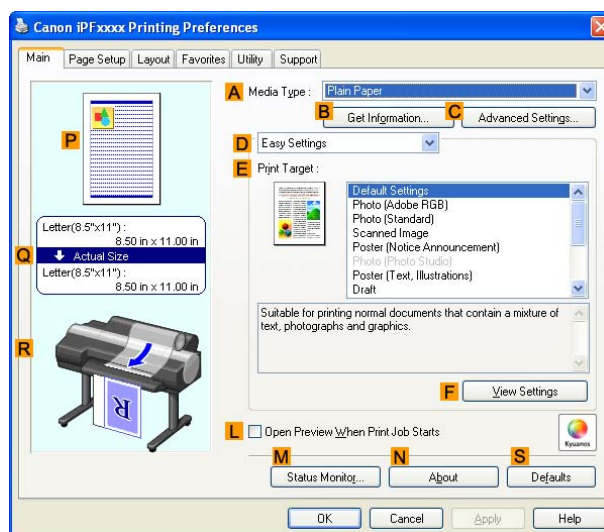 Canon iPFxxxx Printing Preferences
Main Page Setup Layout Favorites Utility Support
A Media Type : Plain Paper
B Get Information... C Advanced Settings...
D Easy Settings
E Print Target :
Default Settings
Photo (Adobe RGB)
Photo (Standard)
Scanned Image
Poster (Notice Announcement)
Photo (Photo Studio)
Poster (Text, Illustrations)
Draft
P
Letter(8.5"x11") :
8.50 in x 11.00 in
Q Actual Size
Letter(8.5"x11") :
8.50 in x 11.00 in
R
R
Suitable for printing normal documents that contain a mixture of
text, photographs and graphics.
F View Settings
L Open Preview When Print Job Starts
Kyuanos
M Status Monitor... N About S Defaults
OK Cancel Apply Help